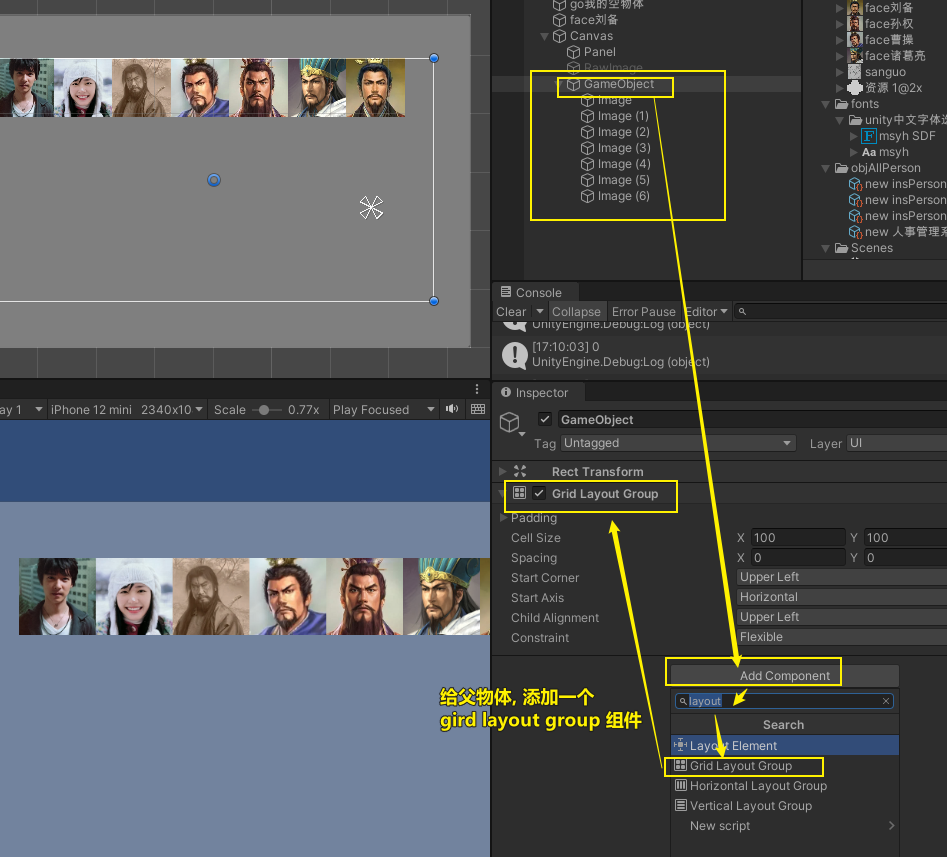 go我的空物体
face刘备
Canvas
Panel
RawImage
GameObject
Image
Image (1)
Image (2)
Image (3)
Image (4)
Image (5)
Image (6)
face刘备
face孙权
face曹操
face诸葛亮
sanguo
资源 1@2x
fonts
unity中文字体
F msyh SDF
Aa msyh
objAllPerson
new insPerson
new insPerson
new insPerson
new 人事管理
Scenes
Console
Clear
Collapse
Error Pause
Editor
UnityEngine.Debug:Log (object)
[17:10:03] 0
UnityEngine.Debug:Log (object)
Inspector
GameObject
Tag Untagged
Layer UI
Rect Transform
Grid Layout Group
Padding
Cell Size X 100 Y 100
Spacing X 0 Y 0
Start Corner Upper Left
Start Axis Horizontal
Child Alignment Upper Left
Constraint Flexible
Add Component
layout
Search
Layout Element
Grid Layout Group
Horizontal Layout Group
Vertical Layout Group
New script
ay 1
iPhone 12 mini 2340x10
Scale
0.77x
Play Focused
给父物体, 添加一个
gird layout group 组件